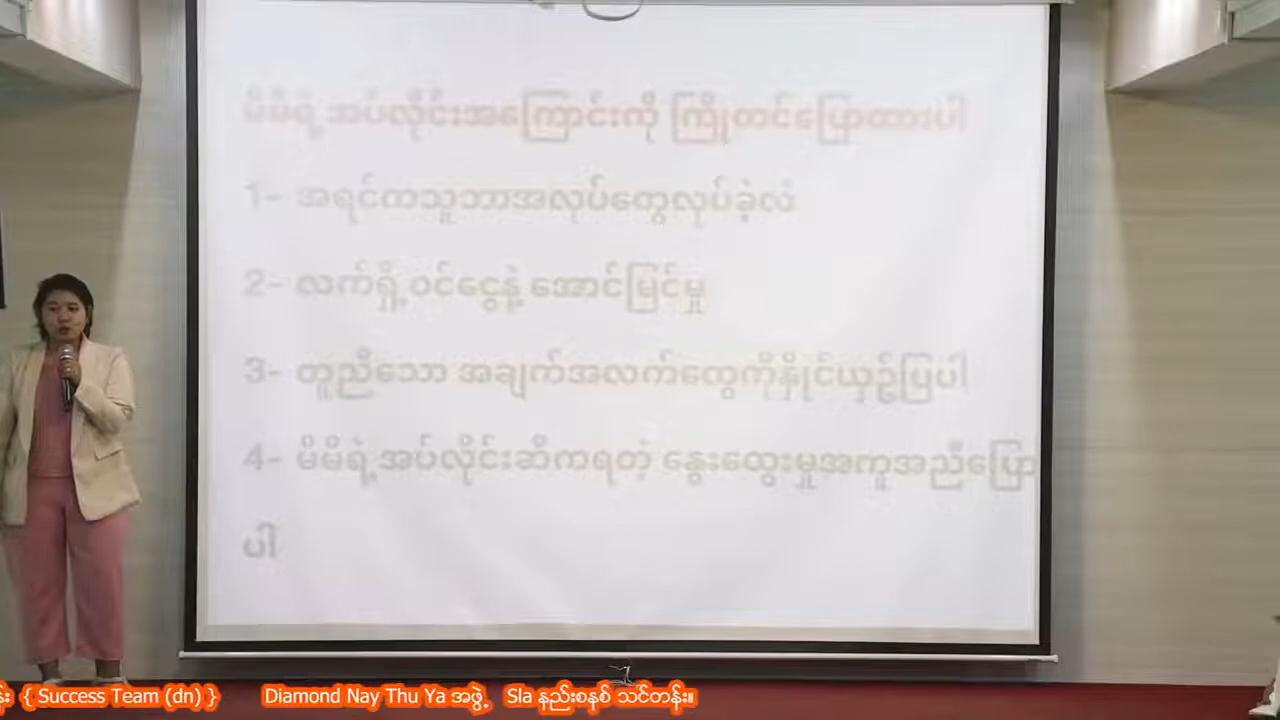 မိမိရဲ့အပ်လိုင်းအကြောင်းကို ကြိုတင်ပြောထားပါ
1- အရင်ကသူဘာအလုပ်တွေလုပ်ခဲ့လဲ
2- လက်ရှိ့ဝင်ငွေနဲ့ အောင်မြင်မှု
3- တူညီသော အချက်အလက်တွေကိုနှိုင်ယှဉ်ပြပါ
4- မိမိရဲ့အပ်လိုင်းဆီကရတဲ့ နွေးထွေးမှုအကူအညီပြော
ပါ
{ Success Team (dn) } Diamond Nay Thu Ya အဖွဲ့ Sla နည်းစနစ် သင်တန်း။